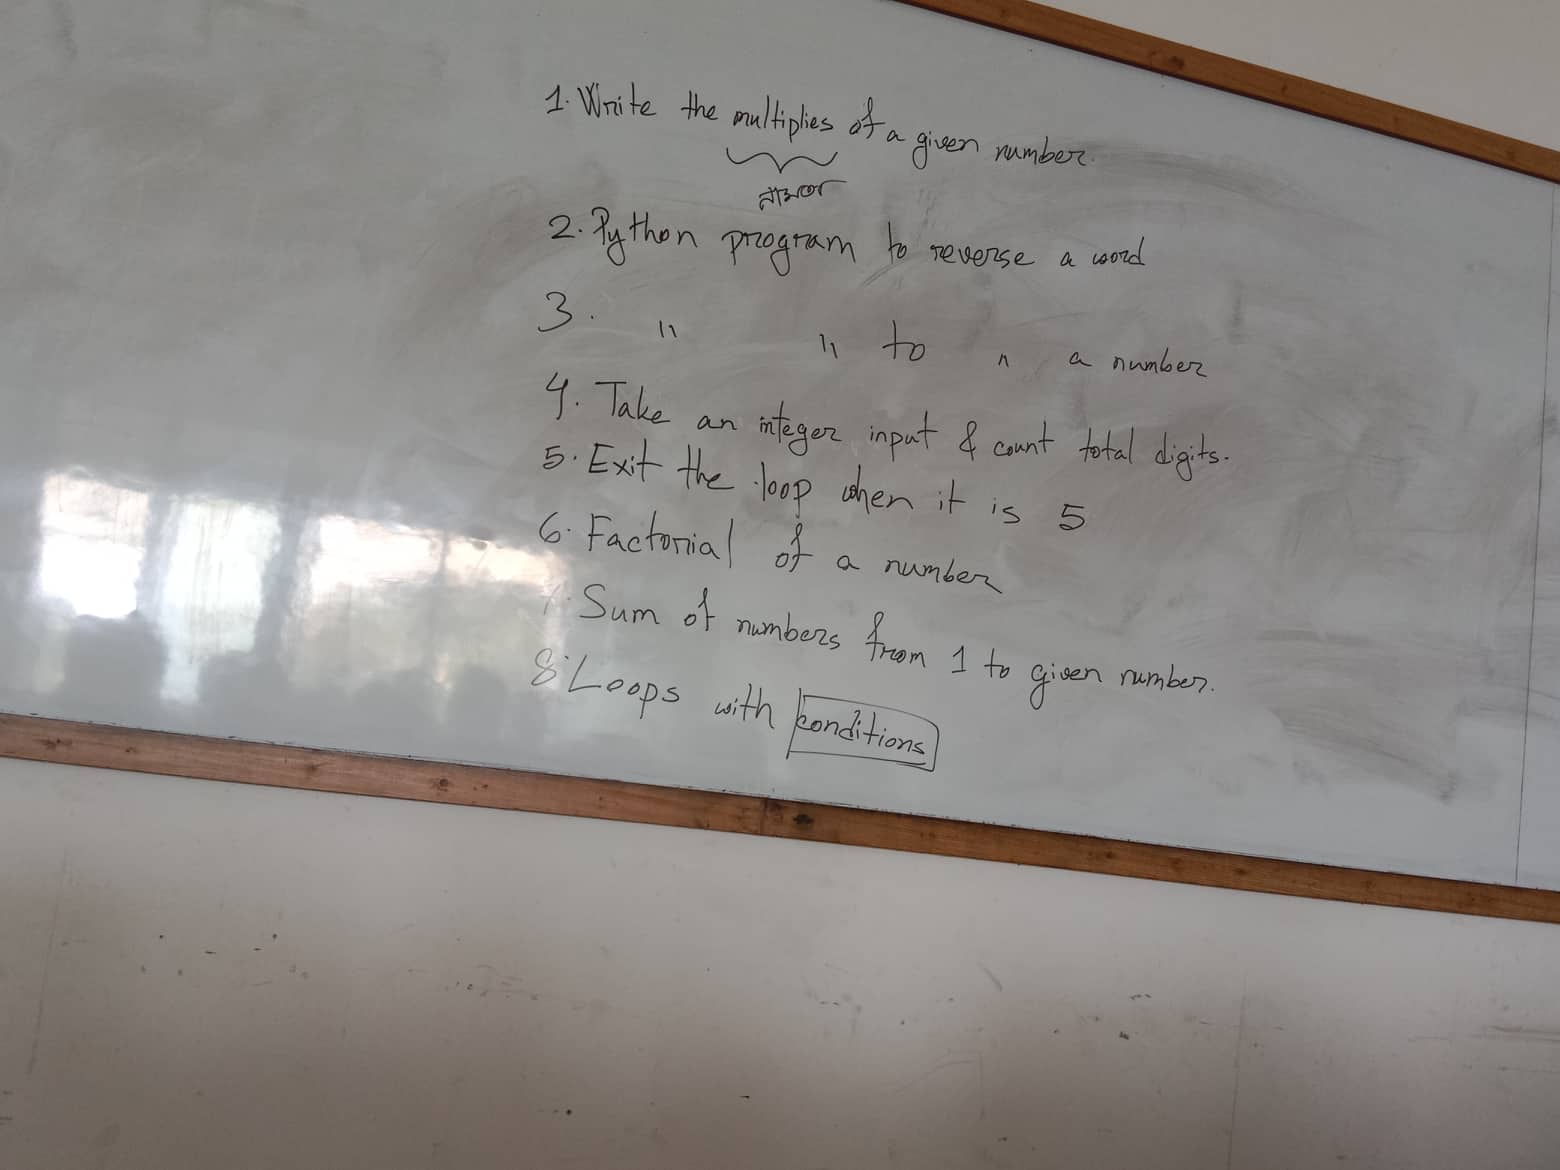 1. Write the multiplies of a given number.
2. Python program to reverse a word
3. " " to " a number
4. Take an integer input & count total digits.
5. Exit the loop when it is 5
6. Factorial of a number
7. Sum of numbers from 1 to given number.
8. Loops with conditions